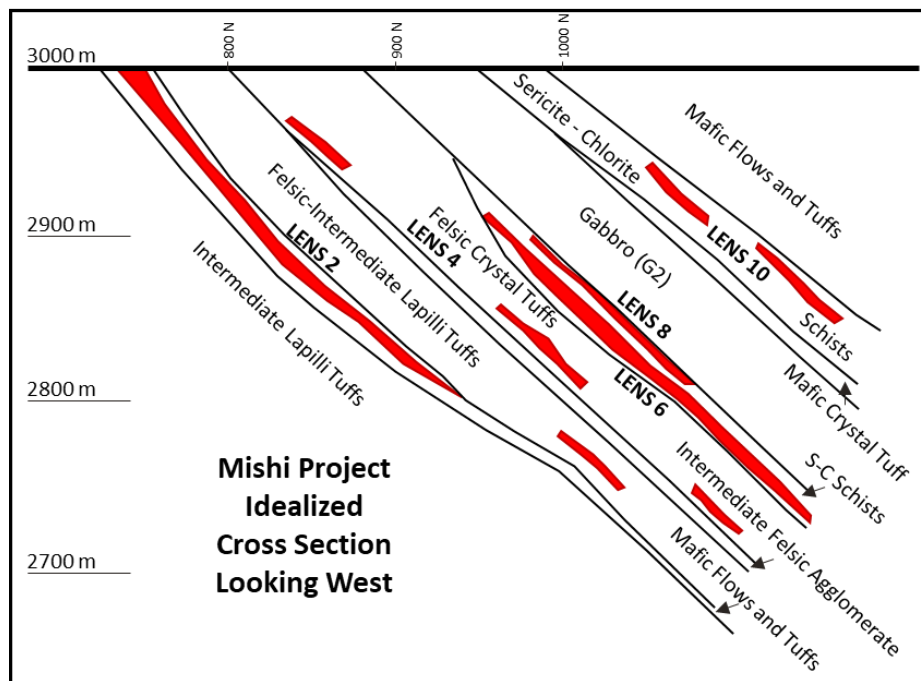 800 N
900 N
1000 N
3000 m
2900 m
2800 m
2700 m
Sericite - Chlorite
Schists
Mafic Flows and Tuffs
Gabbro (G2)
LENS 10
Mafic Crystal Tuff
Felsic-Intermediate Lapilli Tuffs
LENS 2
Intermediate Lapilli Tuffs
LENS 4
Felsic Crystal Tuffs
LENS 8
LENS 6
S-C Schists
Intermediate Felsic Agglomerate
Mafic Flows and Tuffs
Mishi Project
Idealized
Cross Section
Looking West